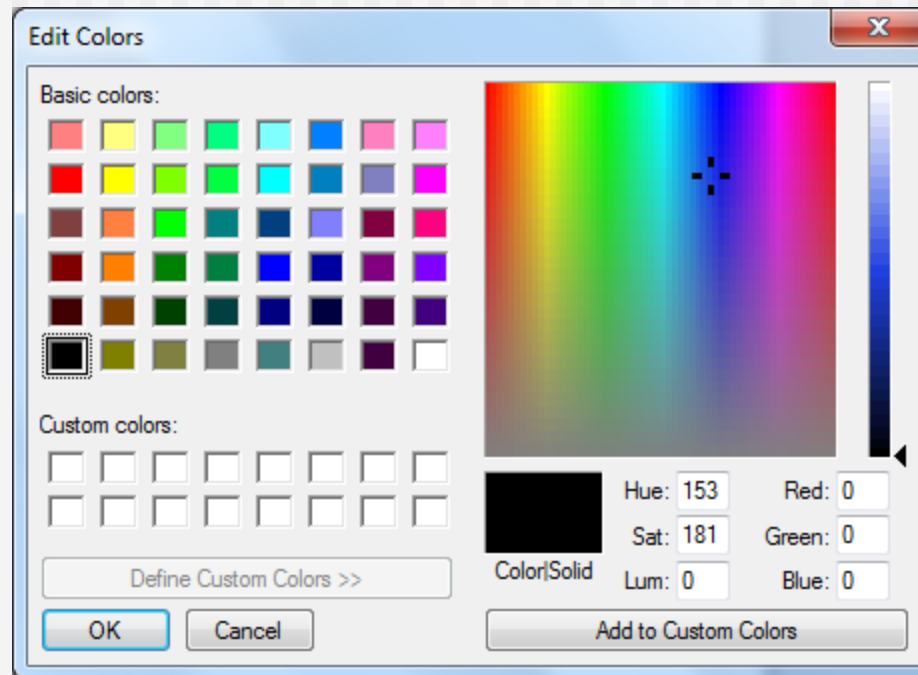 Edit Colors
Basic colors:
Custom colors:
Define Custom Colors >>
OK Cancel
Color|Solid
Hue: 153 Red: 0
Sat: 181 Green: 0
Lum: 0 Blue: 0
Add to Custom Colors